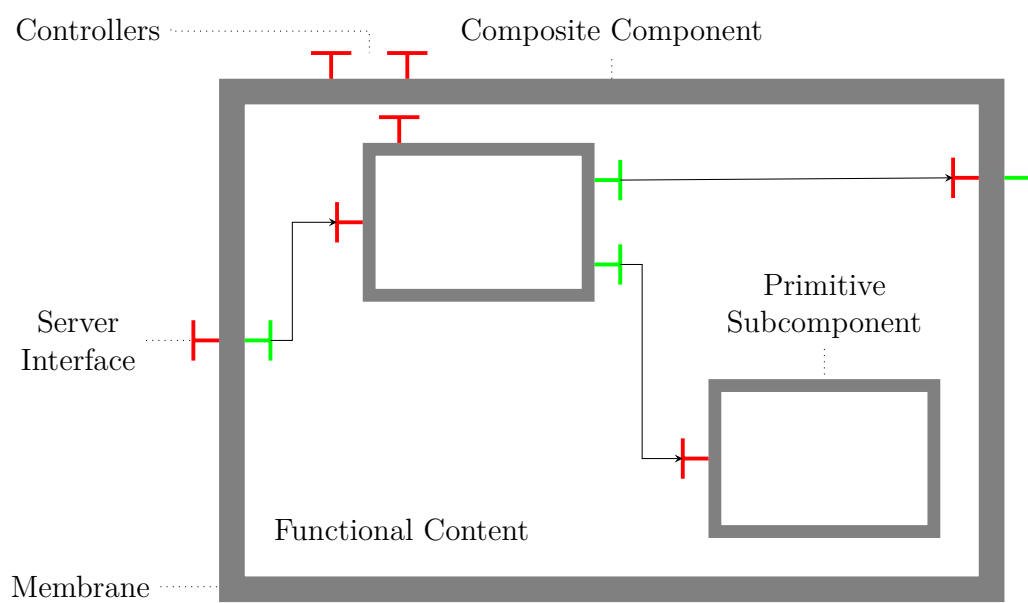 Controllers
Composite Component
Primitive
Subcomponent
Server
Interface
Functional Content
Membrane